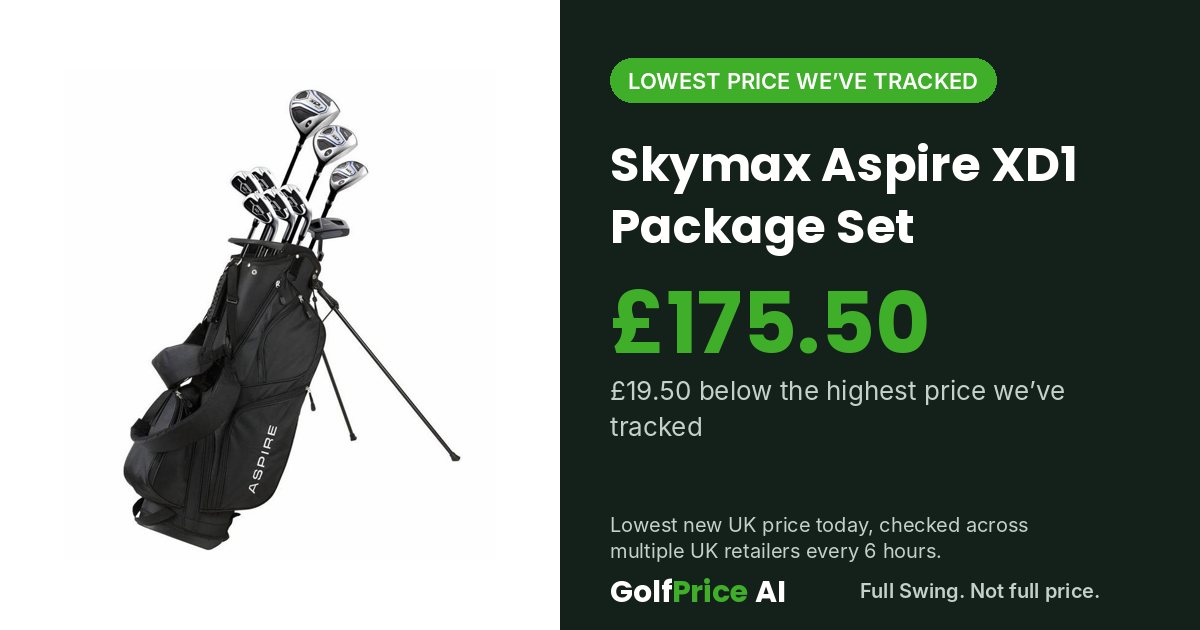 LOWEST PRICE WE’VE TRACKED
Skymax Aspire XD1
Package Set
£175.50
£19.50 below the highest price we’ve
tracked
ASPIRE
Lowest new UK price today, checked across
multiple UK retailers every 6 hours.
GolfPrice AI
Full Swing. Not full price.